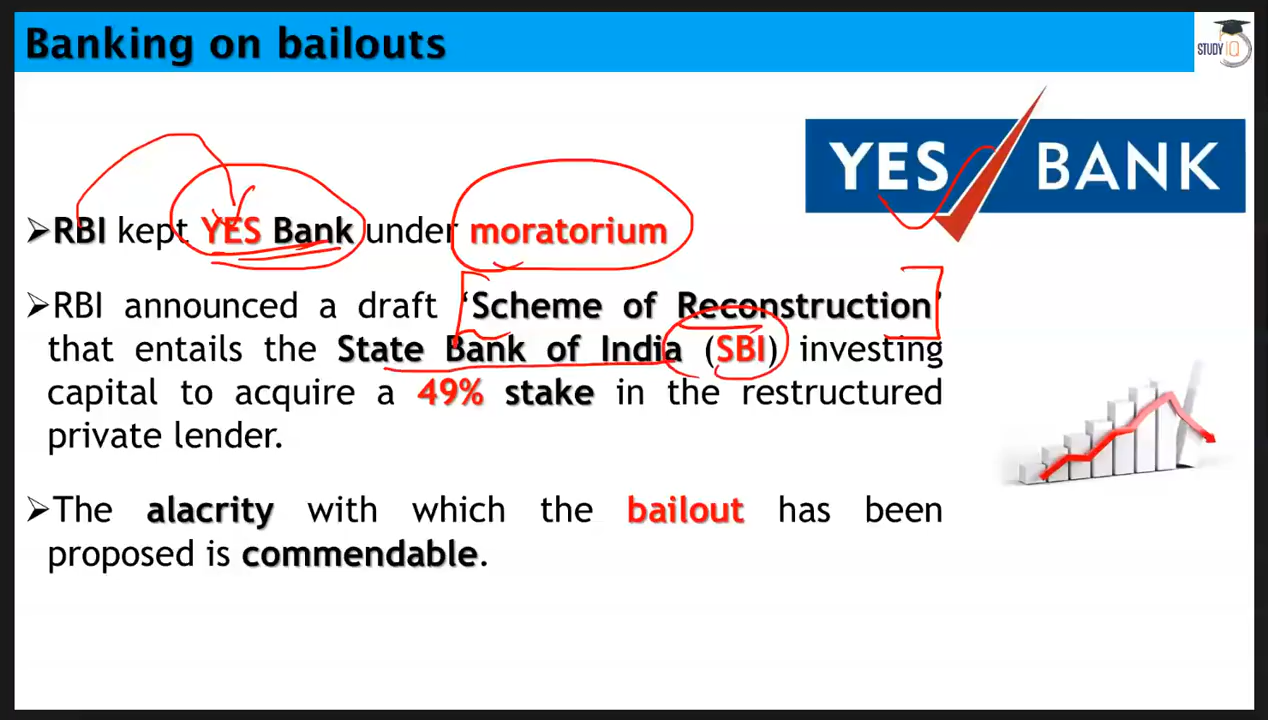 Banking on bailouts
STUDY IQ
YES BANK
➢RBI kept YES Bank under moratorium
➢RBI announced a draft ‘Scheme of Reconstruction’
that entails the State Bank of India (SBI) investing
capital to acquire a 49% stake in the restructured
private lender.
➢The alacrity with which the bailout has been
proposed is commendable.